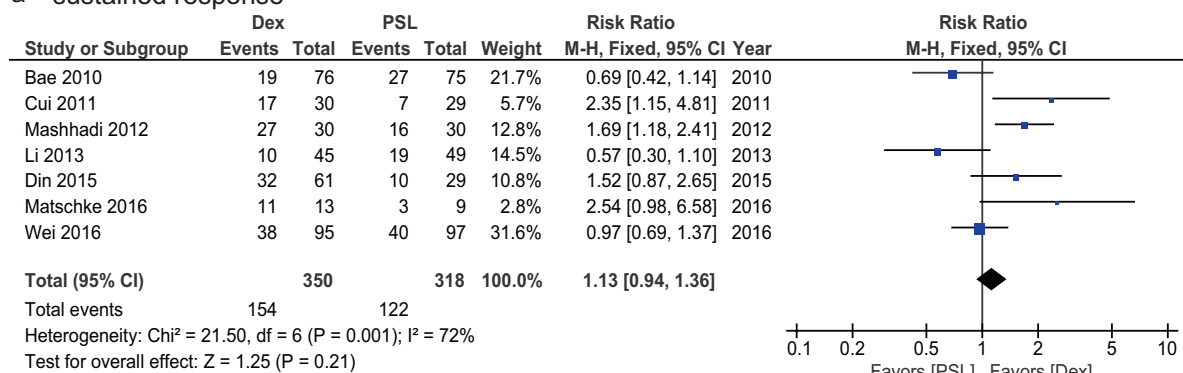 a sustained response
Dex PSL Risk Ratio Risk Ratio
Study or Subgroup Events Total Events Total Weight M-H, Fixed, 95% CI Year M-H, Fixed, 95% CI
Bae 2010 19 76 27 75 21.7% 0.69 [0.42, 1.14] 2010
Cui 2011 17 30 7 29 5.7% 2.35 [1.15, 4.81] 2011
Mashhadi 2012 27 30 16 30 12.8% 1.69 [1.18, 2.41] 2012
Li 2013 10 45 19 49 14.5% 0.57 [0.30, 1.10] 2013
Din 2015 32 61 10 29 10.8% 1.52 [0.87, 2.65] 2015
Matschke 2016 11 13 3 9 2.8% 2.54 [0.98, 6.58] 2016
Wei 2016 38 95 40 97 31.6% 0.97 [0.69, 1.37] 2016
Total (95% CI) 350 318 100.0% 1.13 [0.94, 1.36]
Total events 154 122
Heterogeneity: Chi² = 21.50, df = 6 (P = 0.001); I² = 72%
Test for overall effect: Z = 1.25 (P = 0.21)
0.1 0.2 0.5 1 2 5 10
Favors [PSL] Favors [Dex]